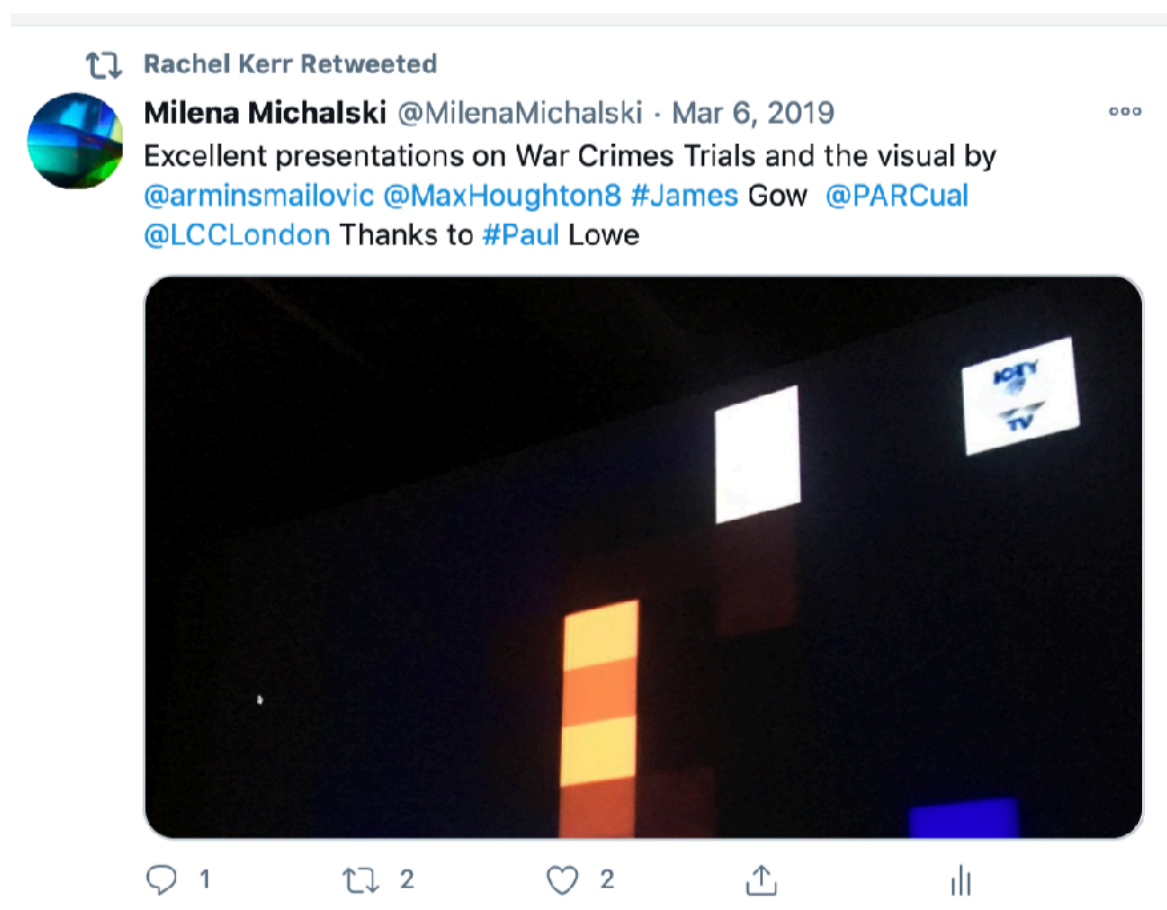 Rachel Kerr Retweeted
Milena Michalski @MilenaMichalski · Mar 6, 2019
Excellent presentations on War Crimes Trials and the visual by
@arminsmailovic @MaxHoughton8 #James Gow @PARCual
@LCCLondon Thanks to #Paul Lowe
ICTY
TV
1 2 2